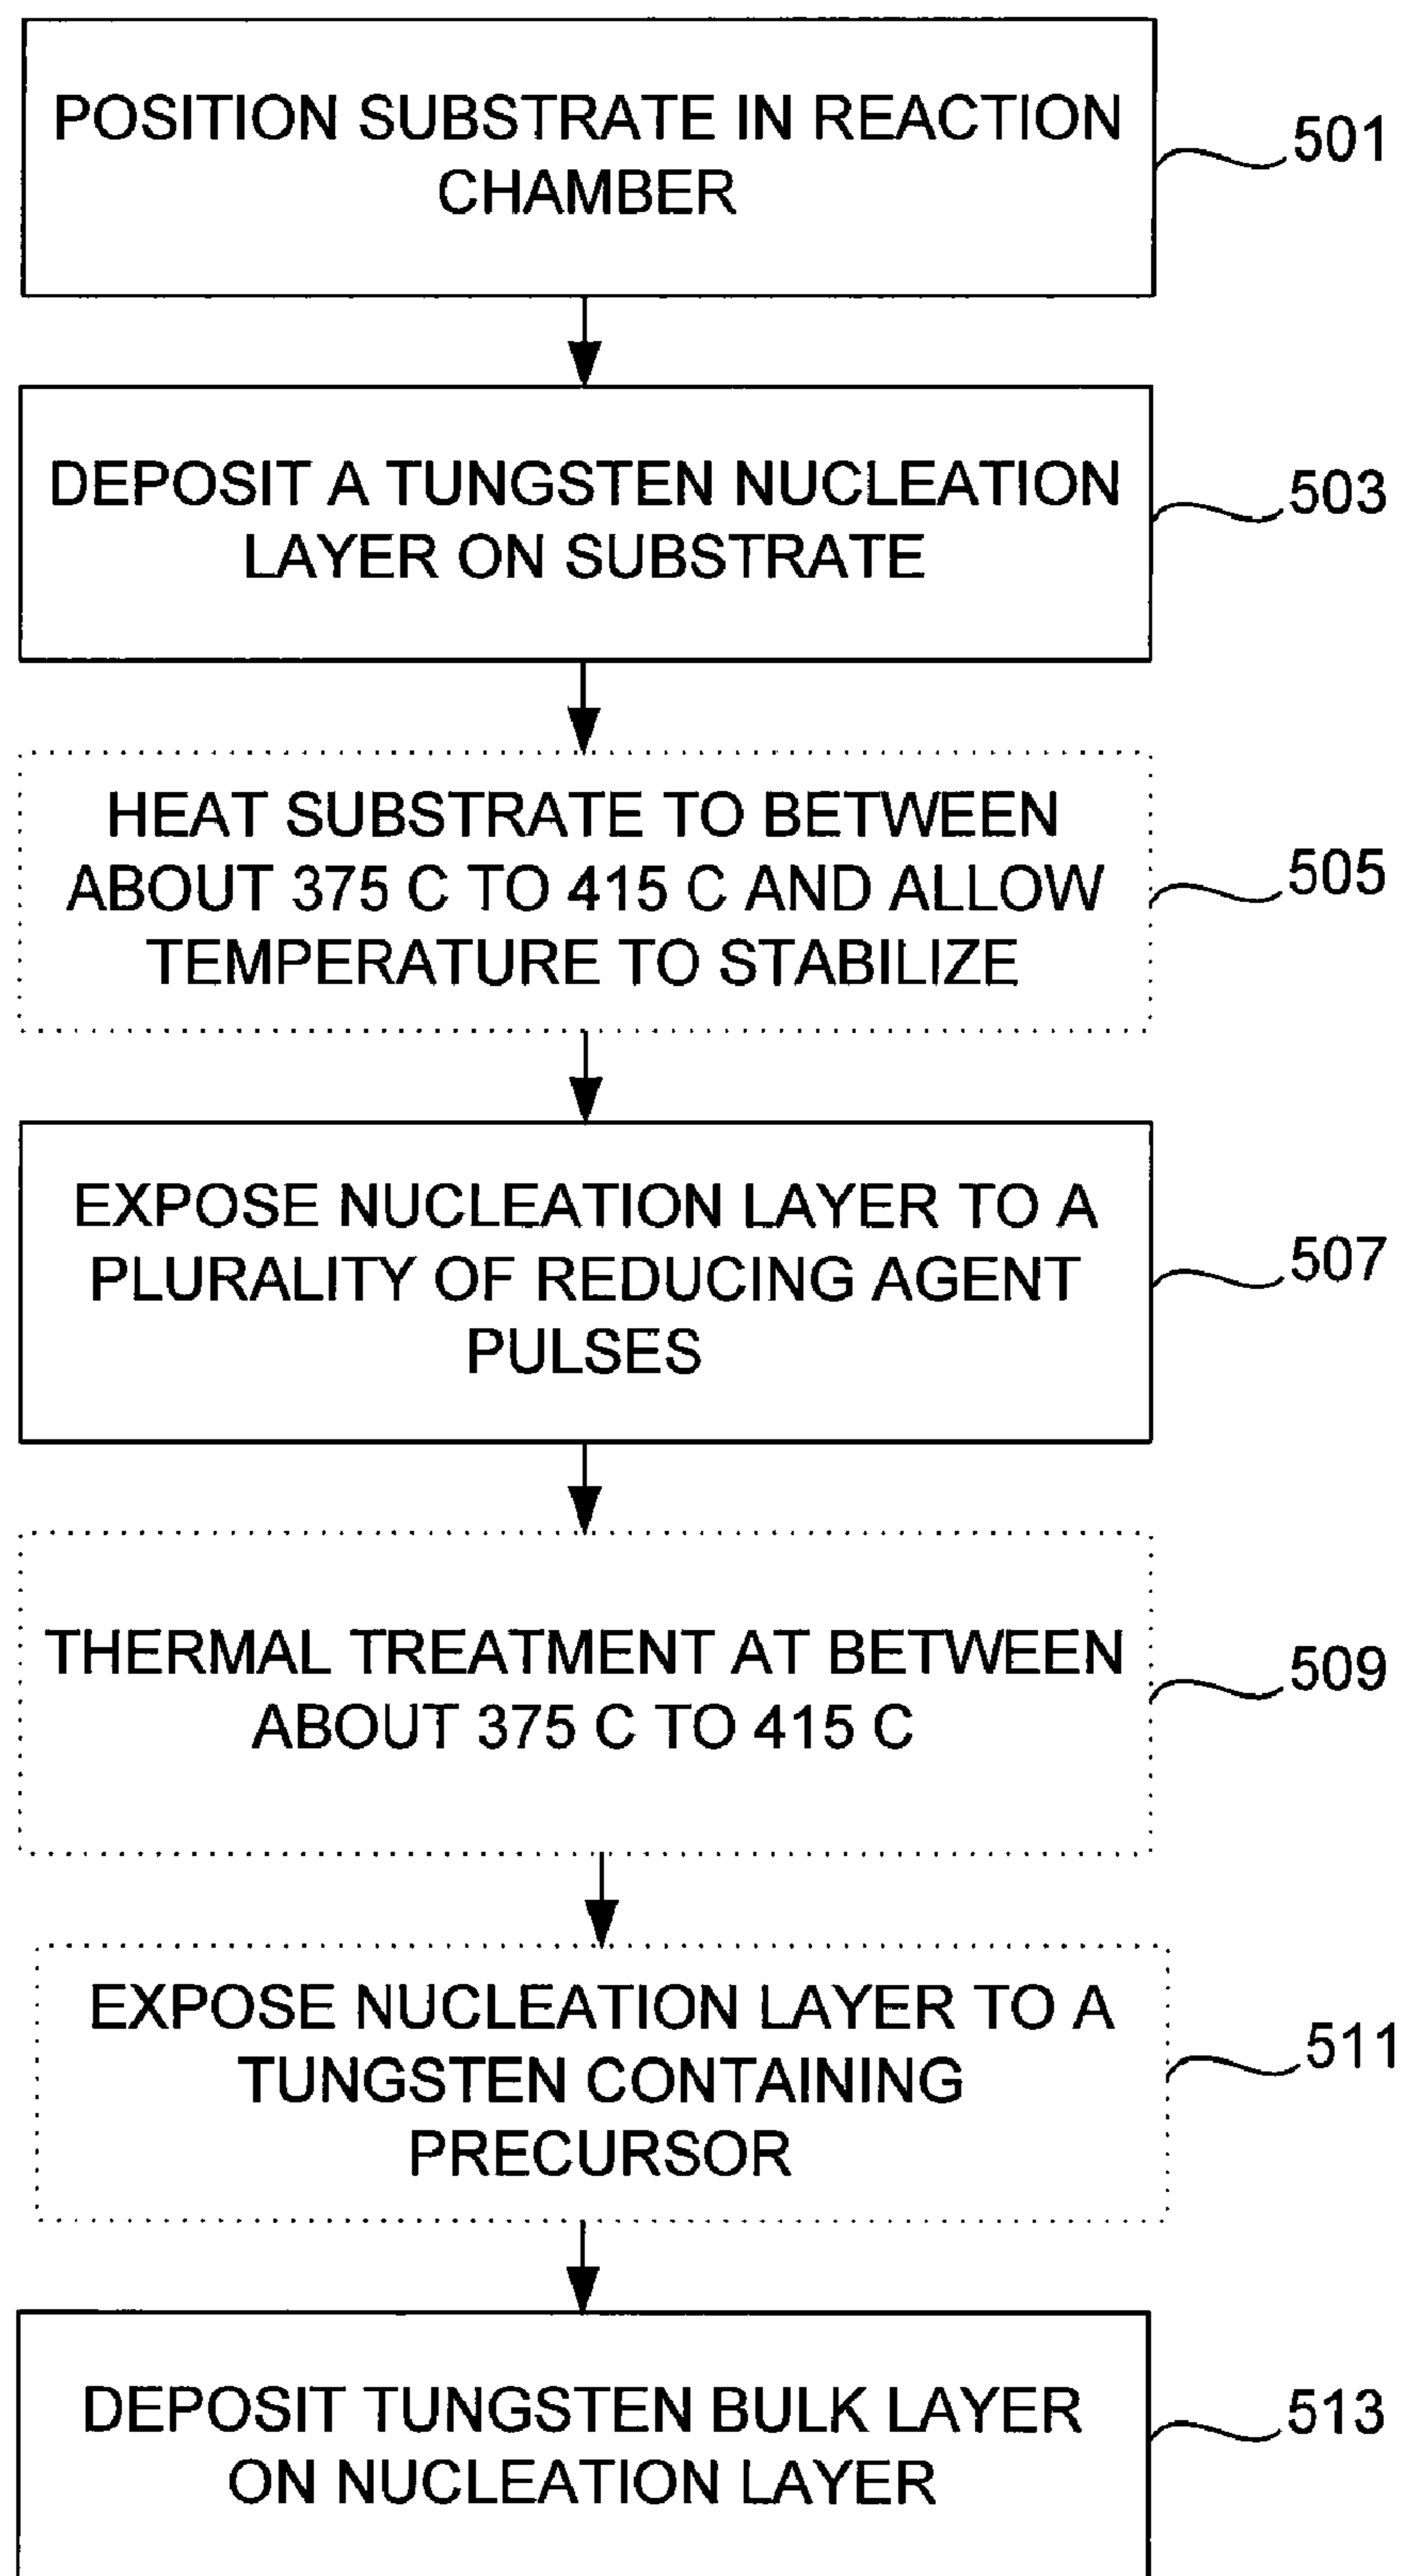 POSITION SUBSTRATE IN REACTION
CHAMBER
501
DEPOSIT A TUNGSTEN NUCLEATION
LAYER ON SUBSTRATE
503
HEAT SUBSTRATE TO BETWEEN
ABOUT 375 C TO 415 C AND ALLOW
TEMPERATURE TO STABILIZE
505
EXPOSE NUCLEATION LAYER TO A
PLURALITY OF REDUCING AGENT
PULSES
507
THERMAL TREATMENT AT BETWEEN
ABOUT 375 C TO 415 C
509
EXPOSE NUCLEATION LAYER TO A
TUNGSTEN CONTAINING
PRECURSOR
511
DEPOSIT TUNGSTEN BULK LAYER
ON NUCLEATION LAYER
513